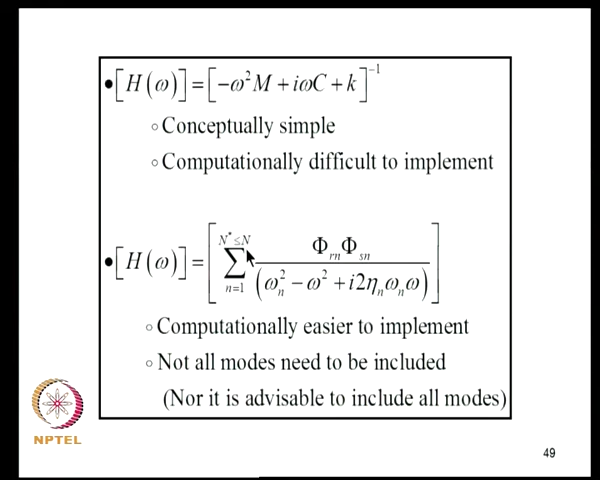 •[H(ω)]=[−ω²M+iωC+k]⁻¹
◦Conceptually simple
◦Computationally difficult to implement
•[H(ω)]=[∑_{n=1}^{N*≤N} Φ_{rn}Φ_{sn}/(ω_n²−ω²+i2η_nω_nω)]
◦Computationally easier to implement
◦Not all modes need to be included
(Nor it is advisable to include all modes)
NPTEL
49